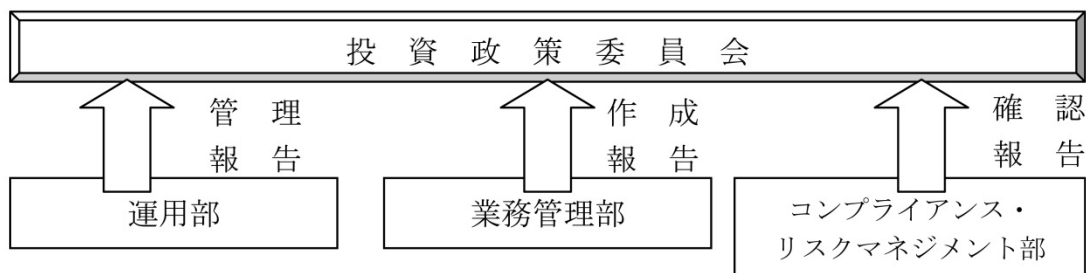 投資政策委員会
管理
報告
作成
報告
確認
報告
運用部
業務管理部
コンプライアンス・
リスクマネジメント部